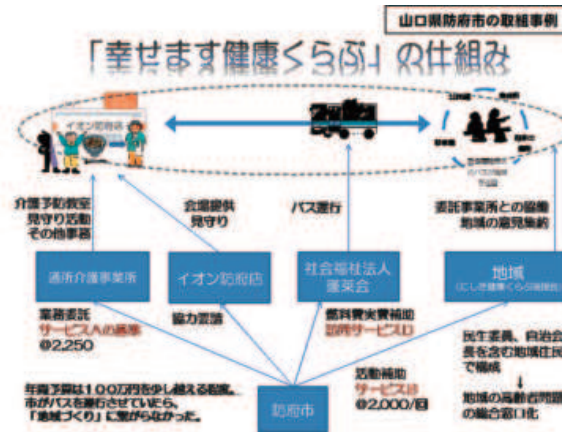 山口県防府市の取組事例
「幸せます健康くらぶ」の仕組み
イオン防府店
介護予防教室
見守り活動
その他事務
会場提供
見守り
バス運行
委託事業所との協働
地域の意見集約
通所介護事業所
イオン防府店
社会福祉法人
蓬莱会
地域
業務委託
サービスAの基準
@2,250
協力要請
燃料費実費補助
訪問サービスD
民生委員、自治会
長を含む地域住民
で構成
↓
地域の高齢者問題
の総合窓口化
活動補助
サービスB
@2,000/回
年間予算は100万円を少し越える程度。
市がバスを運行させていたら、
「地域づくり」に繋がらなかった。
防府市